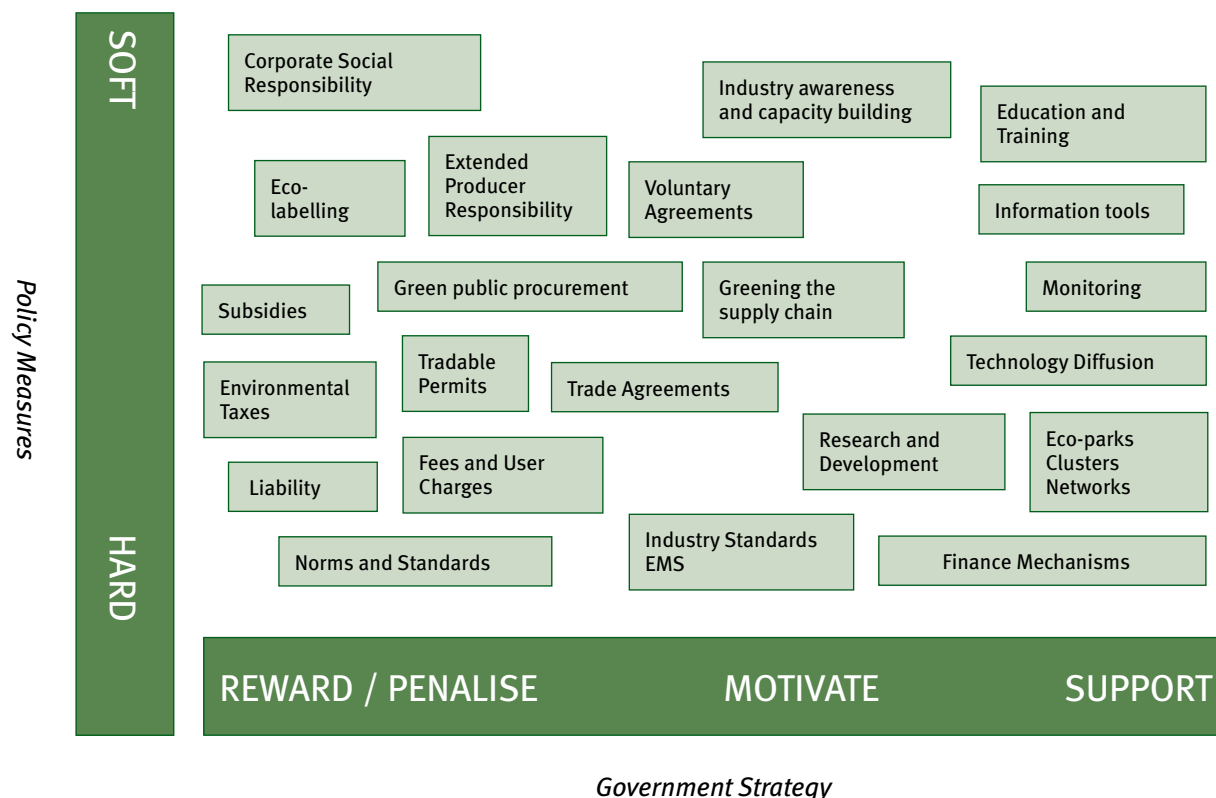 SOFT
HARD
Policy Measures
Corporate Social
Responsibility
Industry awareness
and capacity building
Education and
Training
Eco-
labelling
Extended
Producer
Responsibility
Voluntary
Agreements
Information tools
Subsidies
Green public procurement
Greening the
supply chain
Monitoring
Environmental
Taxes
Tradable
Permits
Trade Agreements
Technology Diffusion
Liability
Fees and User
Charges
Research and
Development
Eco-parks
Clusters
Networks
Norms and Standards
Industry Standards
EMS
Finance Mechanisms
REWARD / PENALISE
MOTIVATE
SUPPORT
Government Strategy